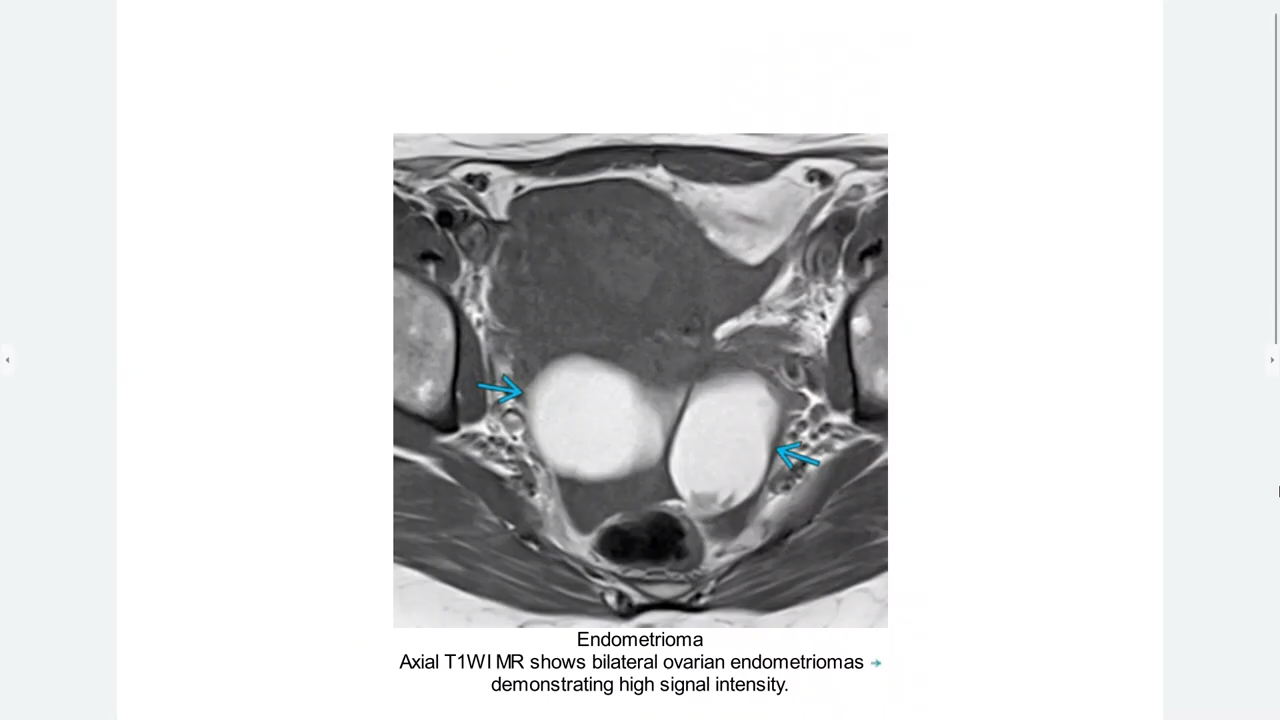 Endometrioma
Axial T1WI MR shows bilateral ovarian endometriomas
demonstrating high signal intensity.